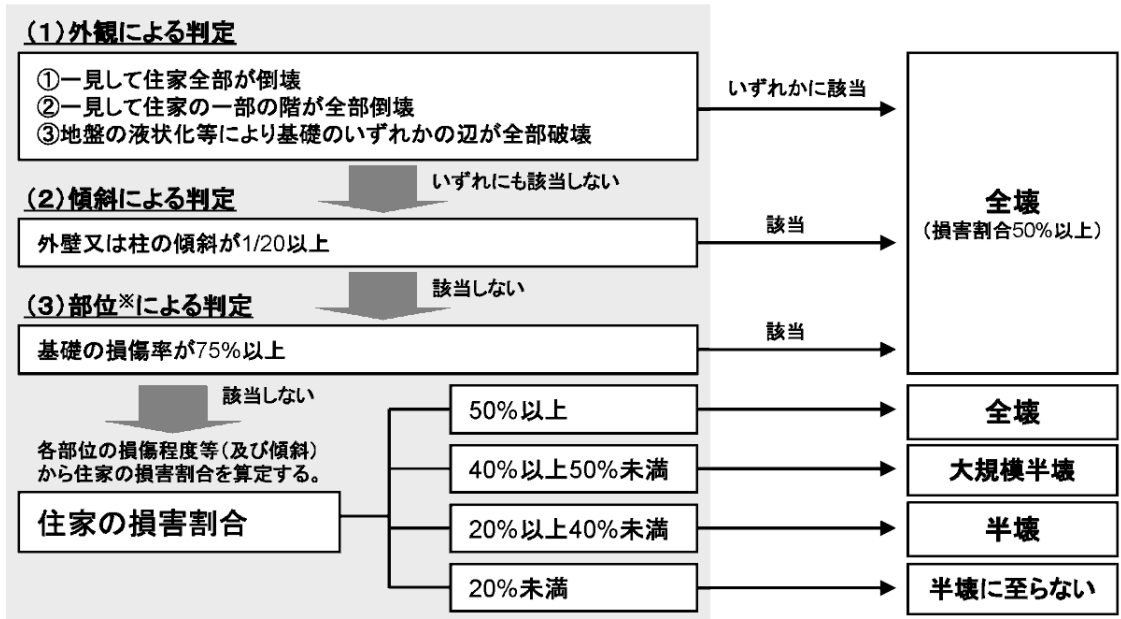 (1)外観による判定
①一見して住家全部が倒壊
②一見して住家の一部の階が全部倒壊
③地盤の液状化等により基礎のいずれかの辺が全部破壊
いずれかに該当
いずれにも該当しない
(2)傾斜による判定
外壁又は柱の傾斜が1/20以上
該当
全壊
(損害割合50%以上)
該当しない
(3)部位※による判定
基礎の損傷率が75%以上
該当
該当しない
各部位の損傷程度等(及び傾斜)
から住家の損害割合を算定する。
住家の損害割合
50%以上
全壊
40%以上50%未満
大規模半壊
20%以上40%未満
半壊
20%未満
半壊に至らない